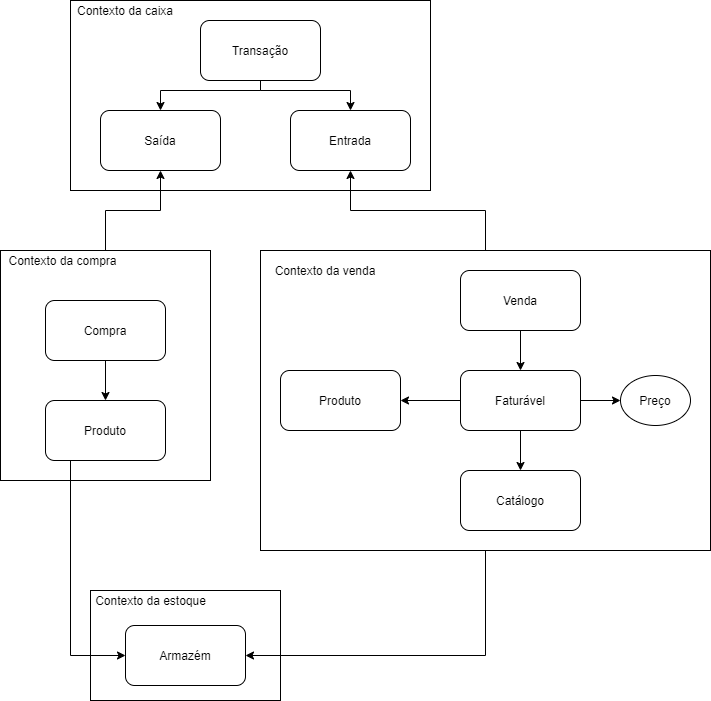 Contexto da caixa
Transação
Saída
Entrada
Contexto da compra
Compra
Produto
Contexto da venda
Venda
Produto
Faturável
Preço
Catálogo
Contexto da estoque
Armazém